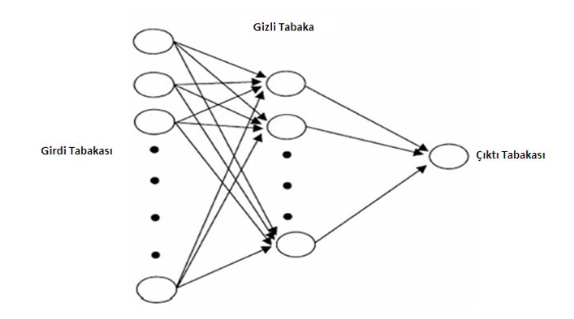 Gizli Tabaka
Girdi Tabakası
Çıktı Tabakası